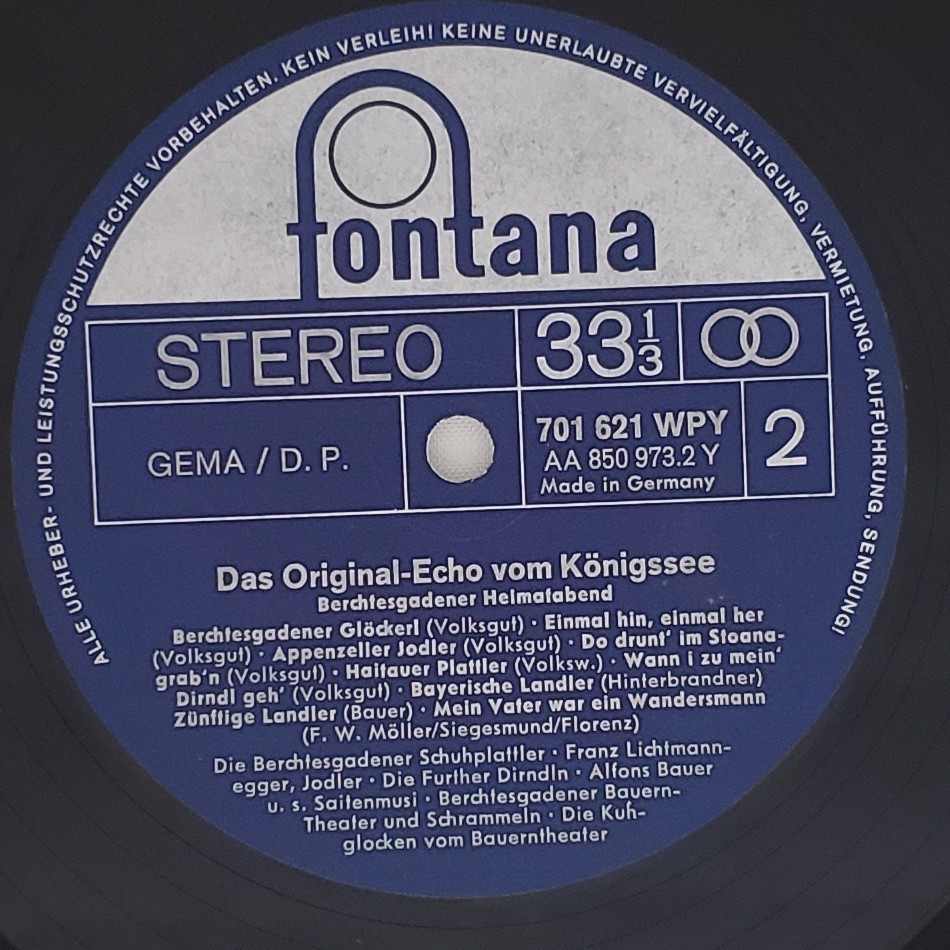 ALLE URHEBER- UND LEISTUNGSSCHUTZRECHTE VORBEHALTEN. KEIN VERLEIH! KEINE UNERLAUBTE VERVIELFÄLTIGUNG, VERMIETUNG, AUFFÜHRUNG, SENDUNG!
fontana
STEREO
33 1/3
GEMA / D. P.
701 621 WPY
AA 850 973.2 Y
Made in Germany
2
Das Original-Echo vom Königssee
Berchtesgadener Heimatabend
Berchtesgadener Glöckerl (Volksgut) · Einmal hin, einmal her
(Volksgut) · Appenzeller Jodler (Volksgut) · Do drunt' im Stoana-
grab'n (Volksgut) · Haitauer Plattler (Volksw.) · Wann i zu mein'
Dirndl geh' (Volksgut) · Bayerische Landler (Hinterbrandner)
Zünftige Landler (Bauer) · Mein Vater war ein Wandersmann
(F. W. Möller/Siegesmund/Florenz)
Die Berchtesgadener Schuhplattler · Franz Lichtmann-
egger, Jodler · Die Further Dirndln · Alfons Bauer
u. s. Saitenmusi · Berchtesgadener Bauern-
Theater und Schrammeln · Die Kuh-
glocken vom Bauerntheater